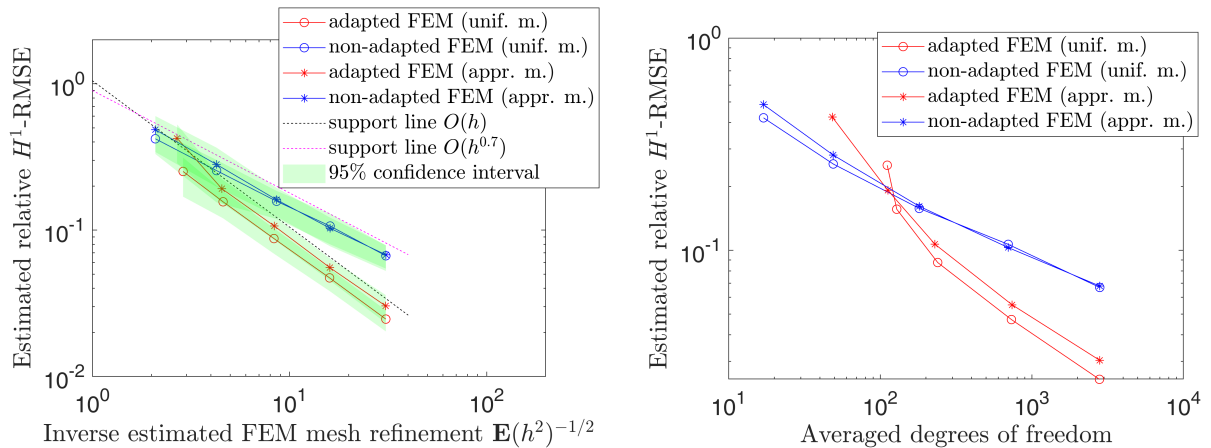 adapted FEM (unif. m.)
non-adapted FEM (unif. m.)
adapted FEM (appr. m.)
non-adapted FEM (appr. m.)
support line O(h)
support line O(h^0.7)
95% confidence interval
Estimated relative H^1-RMSE
10^0
10^-1
10^-2
10^0
10^1
10^2
Inverse estimated FEM mesh refinement E(h^2)^-1/2
adapted FEM (unif. m.)
non-adapted FEM (unif. m.)
adapted FEM (appr. m.)
non-adapted FEM (appr. m.)
Estimated relative H^1-RMSE
10^0
10^-1
10^1
10^2
10^3
10^4
Averaged degrees of freedom